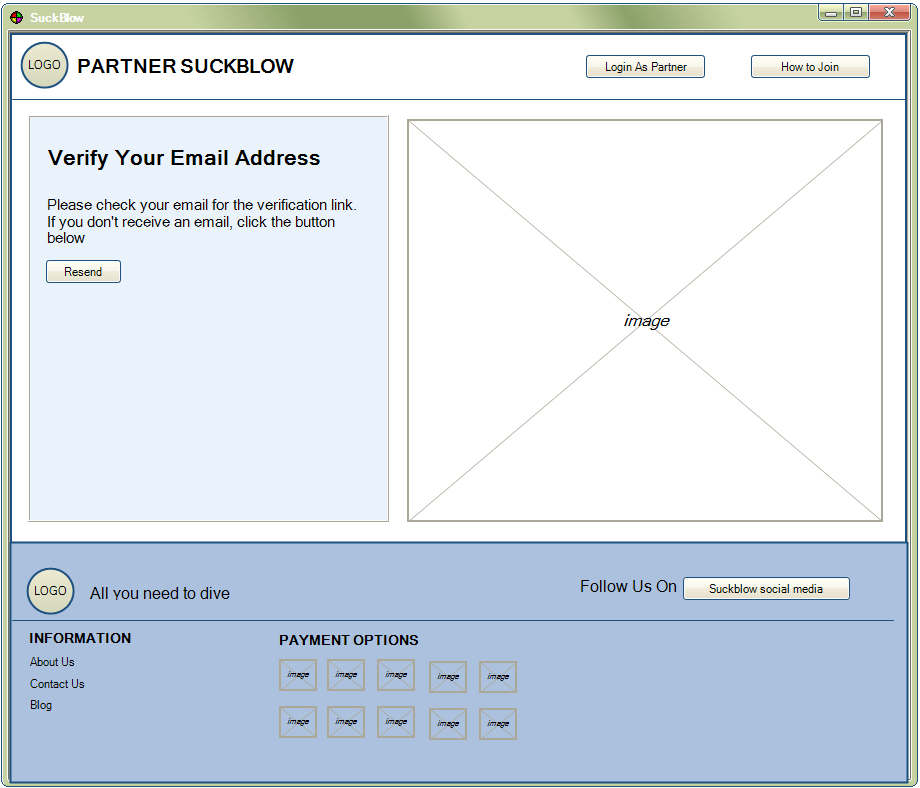 SuckBlow
LOGO
PARTNER SUCKBLOW
Login As Partner
How to Join
Verify Your Email Address
Please check your email for the verification link.
If you don't receive an email, click the button
below
Resend
image
LOGO
All you need to dive
Follow Us On
Suckblow social media
INFORMATION
About Us
Contact Us
Blog
PAYMENT OPTIONS
image image image image image
image image image image image